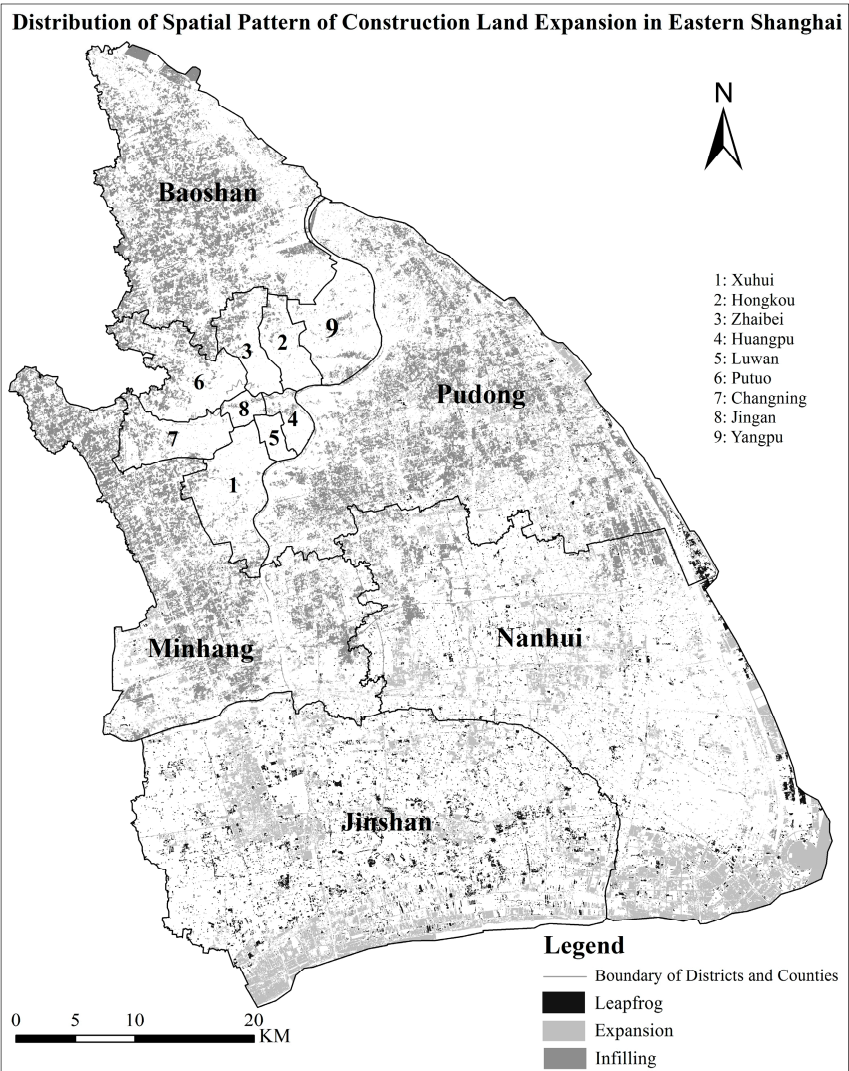 Distribution of Spatial Pattern of Construction Land Expansion in Eastern Shanghai
N
Baoshan
1: Xuhui
2: Hongkou
3: Zhaibei
4: Huangpu
5: Luwan
6: Putuo
7: Changning
8: Jingan
9: Yangpu
9
2
3
6
Pudong
8
4
7
5
1
Minhang
Nanhui
Jinshan
Legend
Boundary of Districts and Counties
Leapfrog
Expansion
Infilling
0 5 10 20
KM